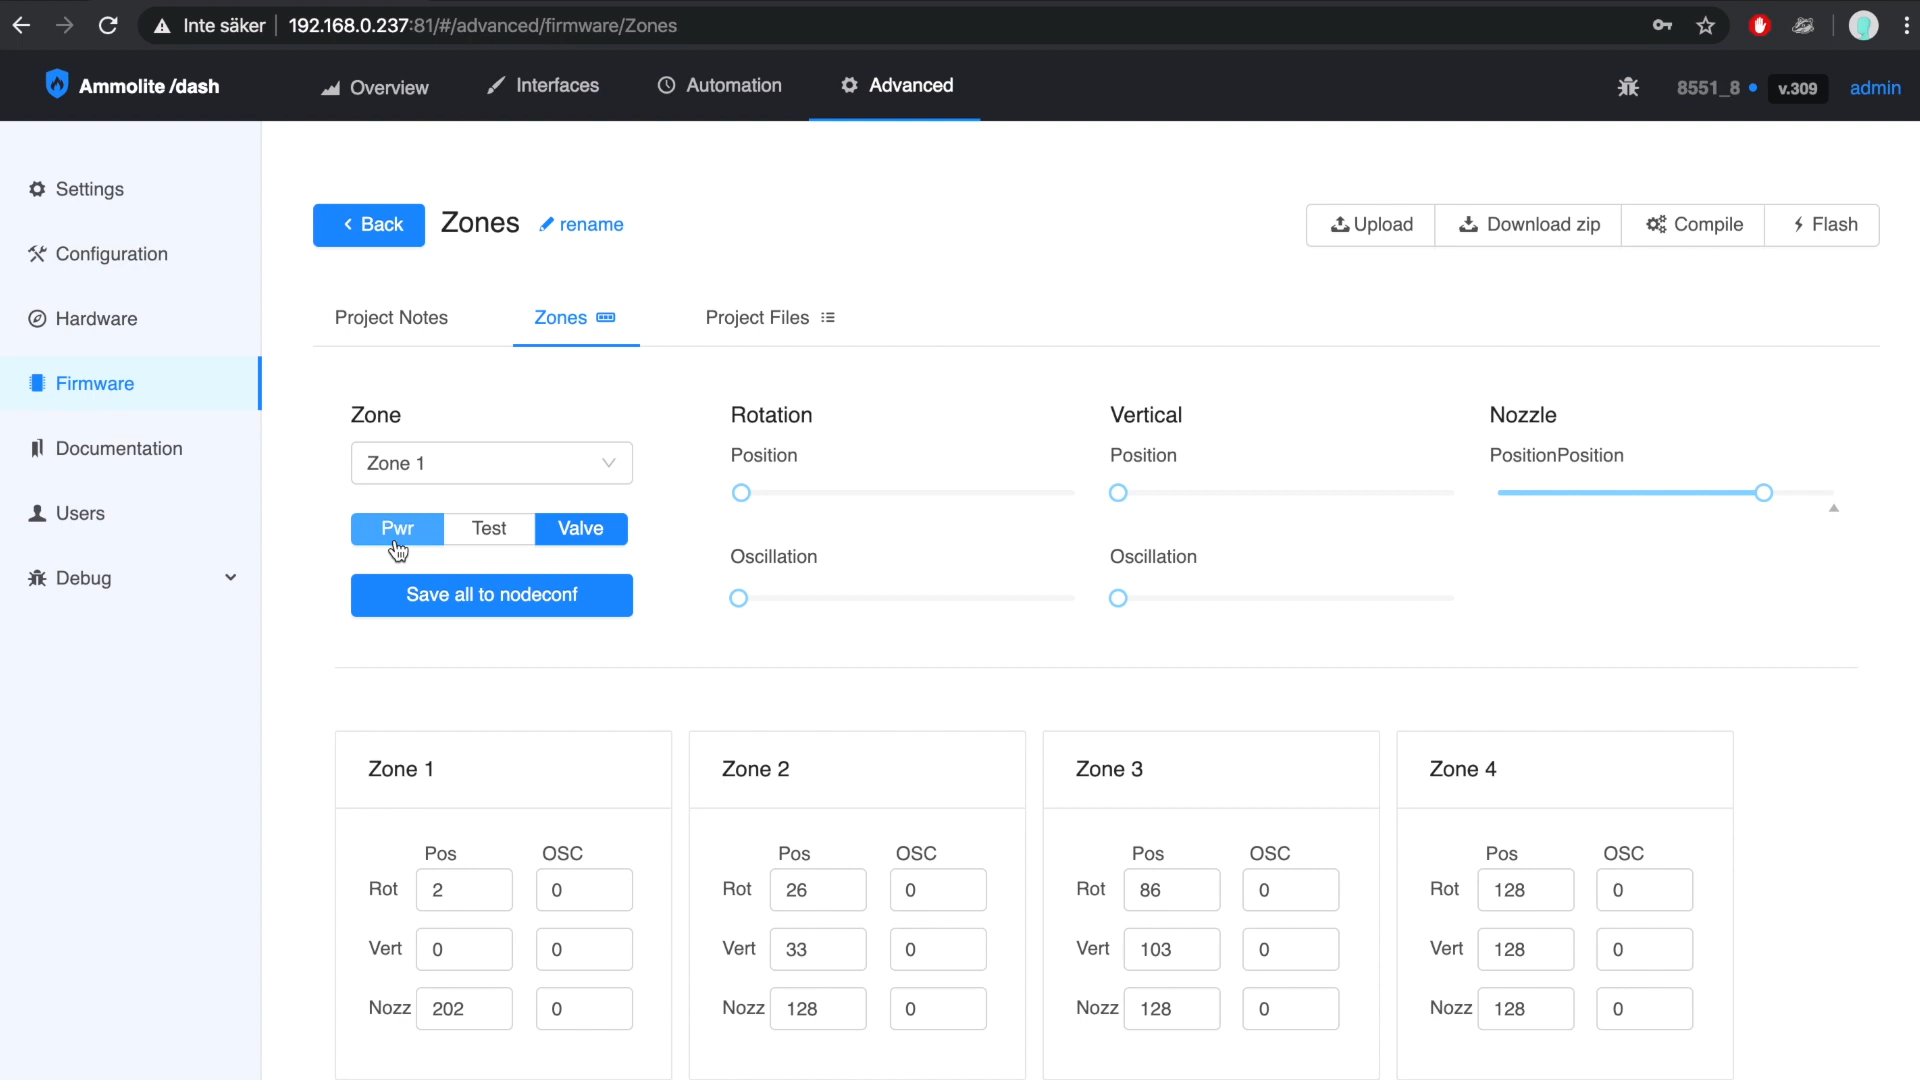 Inte säker 192.168.0.237:81/#/advanced/firmware/Zones
Ammolite /dash Overview Interfaces Automation Advanced 8551_8 v.309 admin
Settings
Configuration
Hardware
Firmware
Documentation
Users
Debug
Back Zones rename Upload Download zip Compile Flash
Project Notes Zones Project Files
Zone Rotation Vertical Nozzle
Position Position PositionPosition
Zone 1
Pwr Test Valve
Oscillation Oscillation
Save all to nodeconf
Zone 1 Zone 2 Zone 3 Zone 4
Pos OSC Pos OSC Pos OSC Pos OSC
Rot 2 0 Rot 26 0 Rot 86 0 Rot 128 0
Vert 0 0 Vert 33 0 Vert 103 0 Vert 128 0
Nozz 202 0 Nozz 128 0 Nozz 128 0 Nozz 128 0